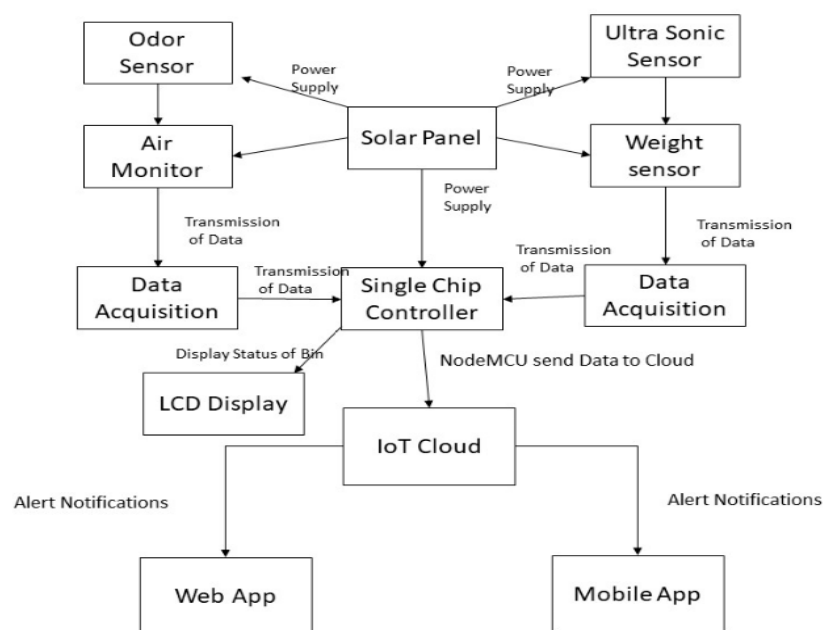 Odor
Sensor
Ultra Sonic
Sensor
Power
Supply
Power
Supply
Air
Monitor
Solar Panel
Weight
sensor
Power
Supply
Transmission
of Data
Transmission
of Data
Data
Acquisition
Transmission
of Data
Single Chip
Controller
Transmission
of Data
Data
Acquisition
Display Status of Bin
NodeMCU send Data to Cloud
LCD Display
IoT Cloud
Alert Notifications
Alert Notifications
Web App
Mobile App